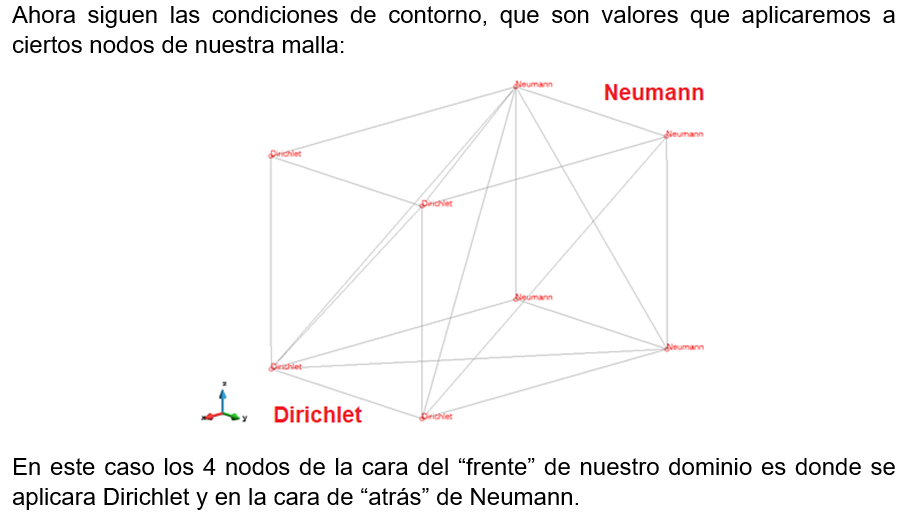 Ahora siguen las condiciones de contorno, que son valores que aplicaremos a
ciertos nodos de nuestra malla:
Neumann
Neumann
Neumann
Dirichlet
Dirichlet
Neumann
Neumann
Dirichlet
Dirichlet
Dirichlet
z
x
y
En este caso los 4 nodos de la cara del “frente” de nuestro dominio es donde se
aplicara Dirichlet y en la cara de “atrás” de Neumann.